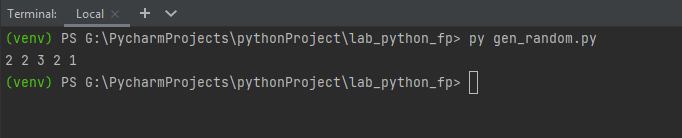 Terminal: Local × + ∨
(venv) PS G:\PycharmProjects\pythonProject\lab_python_fp> py gen_random.py
2 2 3 2 1
(venv) PS G:\PycharmProjects\pythonProject\lab_python_fp>